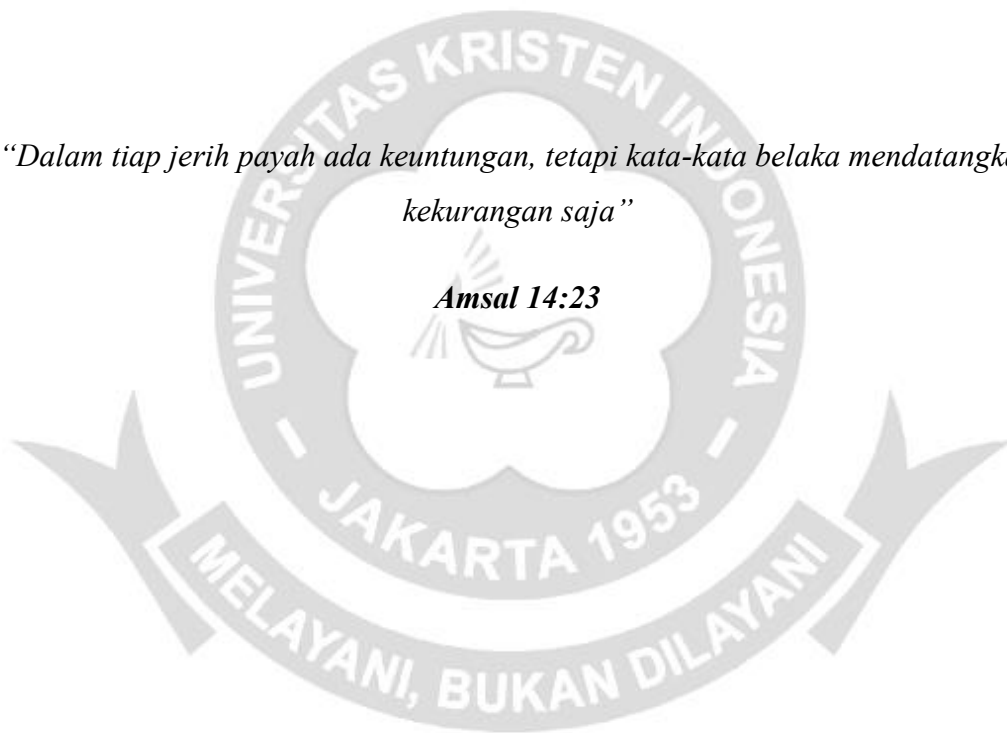 “Dalam tiap jerih payah ada keuntungan, tetapi kata-kata belaka mendatangka
kekurangan saja”
Amsal 14:23
UNIVERSITAS KRISTEN INDONESIA
JAKARTA 1953
MELAYANI, BUKAN DILAYANI